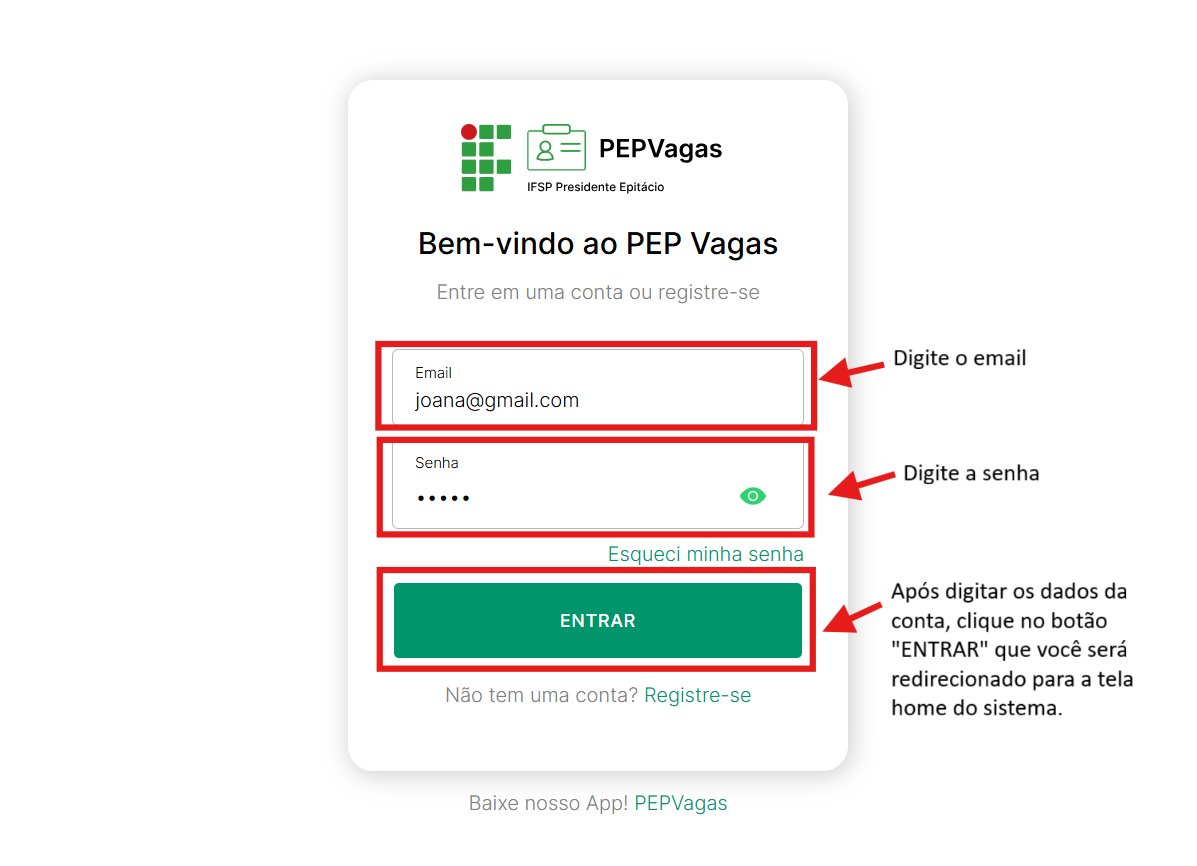 PEPVagas
IFSP Presidente Epitácio
Bem-vindo ao PEP Vagas
Entre em uma conta ou registre-se
Email
joana@gmail.com
Digite o email
Senha
•••••
Digite a senha
Esqueci minha senha
ENTRAR
Após digitar os dados da
conta, clique no botão
"ENTRAR" que você será
redirecionado para a tela
home do sistema.
Não tem uma conta? Registre-se
Baixe nosso App! PEPVagas